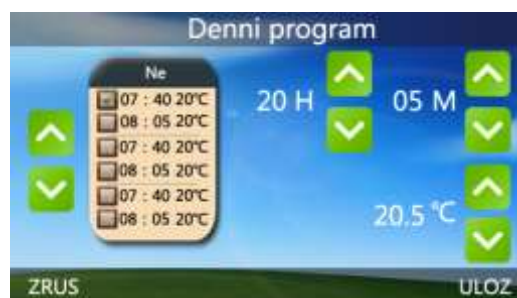 Denni program
Ne
07 : 40 20°C
08 : 05 20°C
07 : 40 20°C
08 : 05 20°C
07 : 40 20°C
08 : 05 20°C
20 H
05 M
20.5 °C
ZRUS
ULOZ